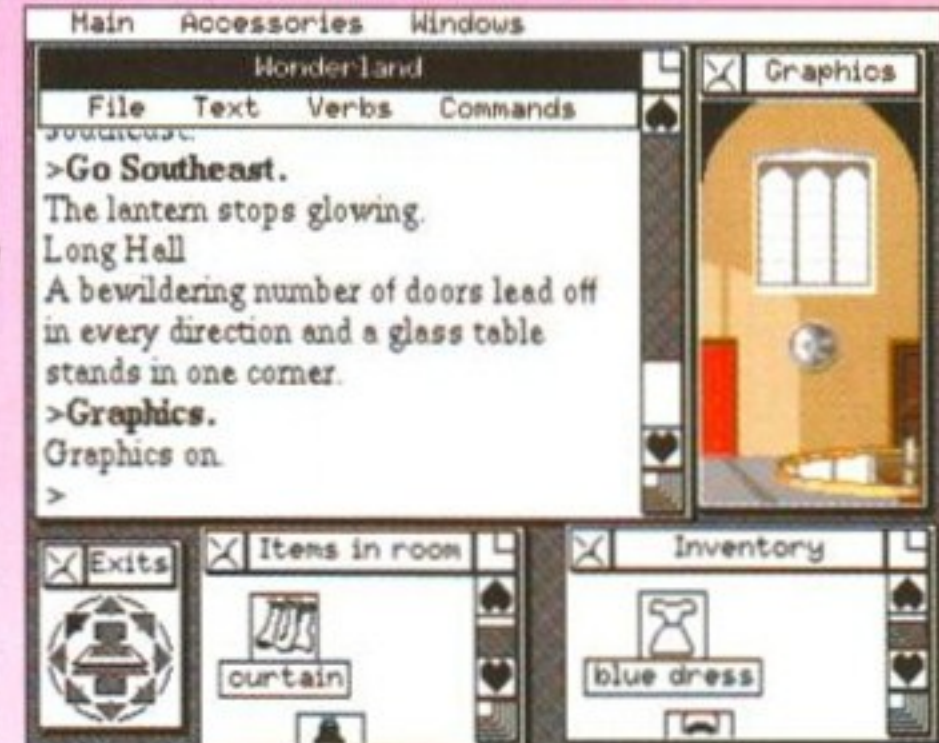 Main Accessories Windows
Wonderland
File Text Verbs Commands
Southeast.
>Go Southeast.
The lantern stops glowing.
Long Hall
A bewildering number of doors lead off
in every direction and a glass table
stands in one corner.
>Graphics.
Graphics on.
>
Graphics
Exits
Items in room
curtain
Inventory
blue dress